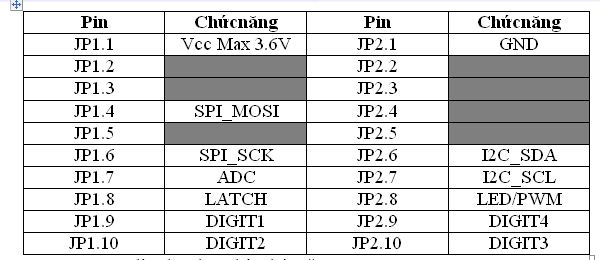 Pin Chứcnăng Pin Chứcnăng
JP1.1 Vcc Max 3.6V JP2.1 GND
JP1.2 JP2.2
JP1.3 JP2.3
JP1.4 SPI_MOSI JP2.4
JP1.5 JP2.5
JP1.6 SPI_SCK JP2.6 I2C_SDA
JP1.7 ADC JP2.7 I2C_SCL
JP1.8 LATCH JP2.8 LED/PWM
JP1.9 DIGIT1 JP2.9 DIGIT4
JP1.10 DIGIT2 JP2.10 DIGIT3